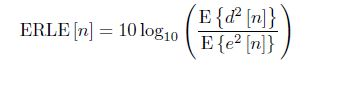 ERLE [n] = 10 log₁₀ ( E {d² [n]} / E {e² [n]} )